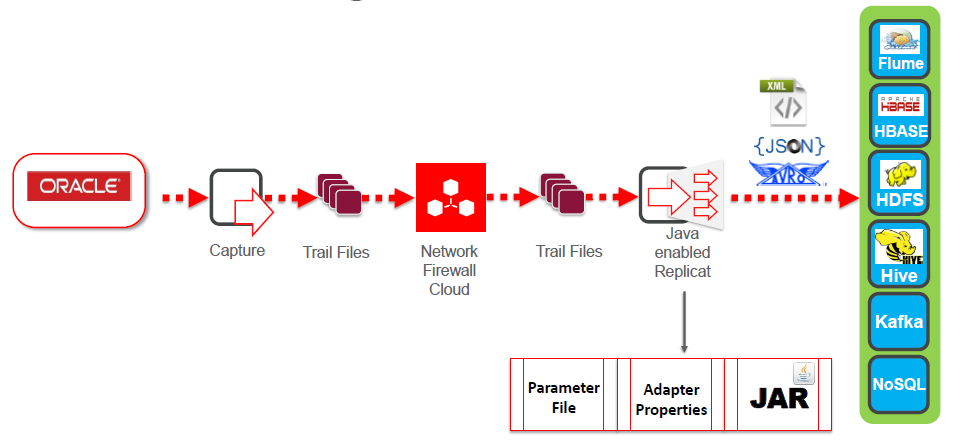 ORACLE
Capture
Trail Files
Network
Firewall
Cloud
Trail Files
Java
enabled
Replicat
XML
</>
{JSON}
AVRO
Flume
APACHE
HBASE
HBASE
HDFS
HIVE
Hive
Kafka
NoSQL
Parameter
File
Adapter
Properties
JAR